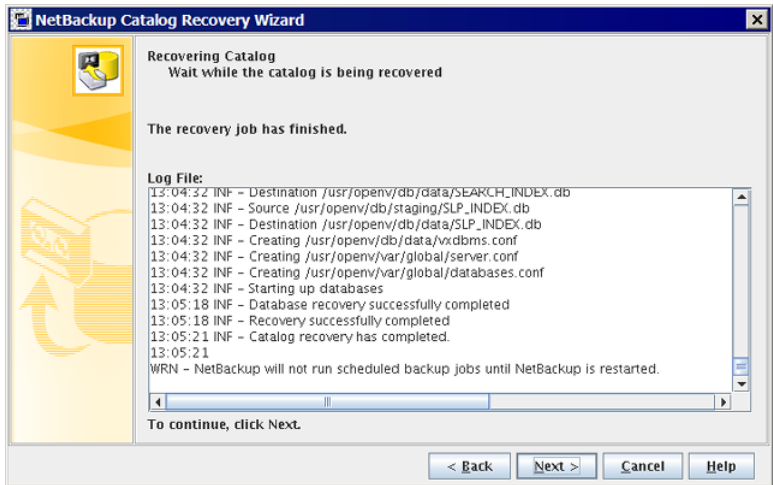 NetBackup Catalog Recovery Wizard
Recovering Catalog
Wait while the catalog is being recovered
The recovery job has finished.
Log File:
13:04:32 INF - Destination /usr/openv/db/data/SEARCH_INDEX.db
13:04:32 INF - Source /usr/openv/db/staging/SLP_INDEX.db
13:04:32 INF - Destination /usr/openv/db/data/SLP_INDEX.db
13:04:32 INF - Creating /usr/openv/db/data/vxdbms.conf
13:04:32 INF - Creating /usr/openv/var/global/server.conf
13:04:32 INF - Creating /usr/openv/var/global/databases.conf
13:04:32 INF - Starting up databases
13:05:18 INF - Database recovery successfully completed
13:05:18 INF - Recovery successfully completed
13:05:21 INF - Catalog recovery has completed.
13:05:21
WRN - NetBackup will not run scheduled backup jobs until NetBackup is restarted.
To continue, click Next.
< Back Next > Cancel Help